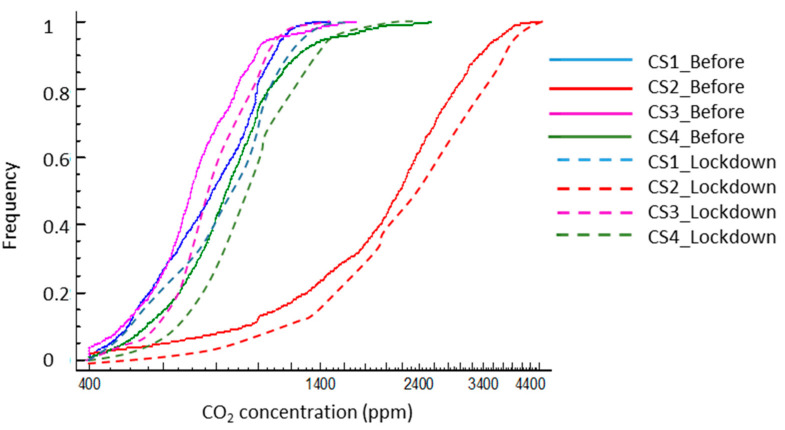 1
0.8
0.6
0.4
0.2
0
Frequency
400
1400
2400
3400
4400
CO₂ concentration (ppm)
CS1_Before
CS2_Before
CS3_Before
CS4_Before
CS1_Lockdown
CS2_Lockdown
CS3_Lockdown
CS4_Lockdown